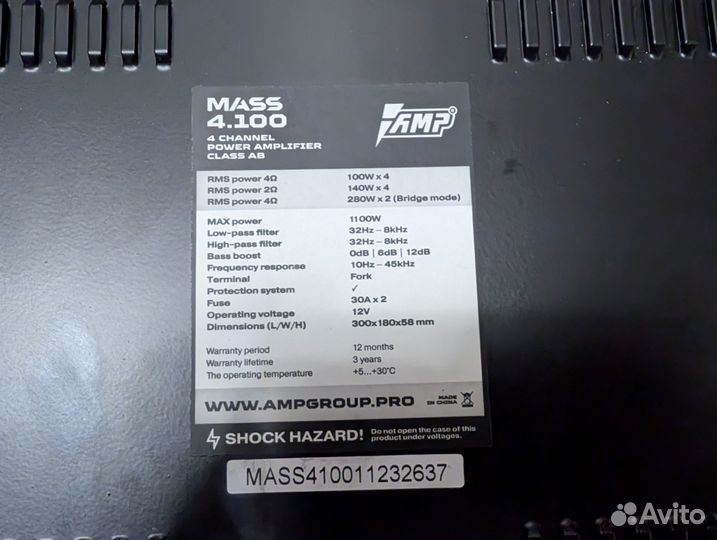 MASS
4.100
4 CHANNEL
POWER AMPLIFIER
CLASS AB
AMP
RMS power 4Ω 100W x 4
RMS power 2Ω 140W x 4
RMS power 4Ω 280W x 2 (Bridge mode)
MAX power 1100W
Low-pass filter 32Hz – 8kHz
High-pass filter 32Hz – 8kHz
Bass boost 0dB | 6dB | 12dB
Frequency response 10Hz – 45kHz
Terminal Fork
Protection system ✓
Fuse 30A x 2
Operating voltage 12V
Dimensions (L/W/H) 300x180x58 mm
Warranty period 12 months
Warranty lifetime 3 years
The operating temperature +5...+30°C
WWW.AMPGROUP.PRO
MADE
IN CHINA
SHOCK HAZARD! Do not open the case of this
product under voltages.
MASS410011232637
Avito